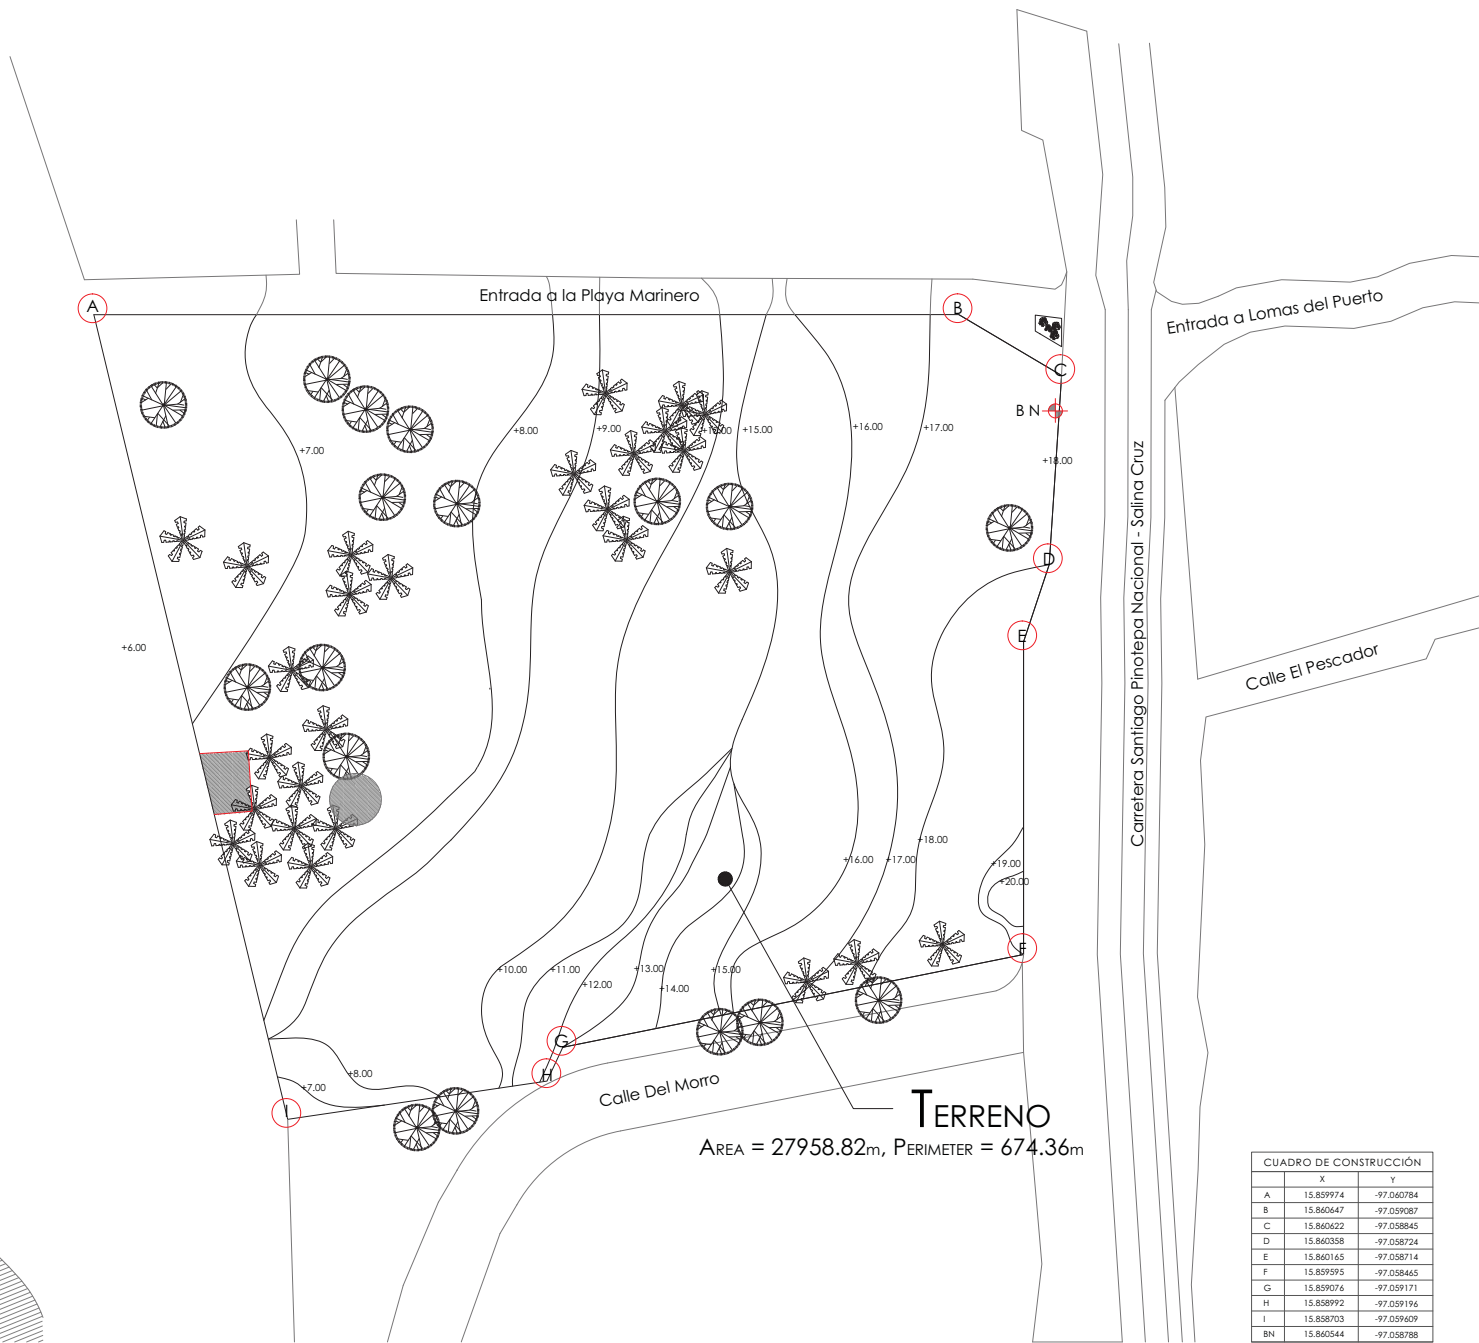 Entrada a la Playa Marinero
A
B
Entrada a Lomas del Puerto
C
B N
+7.00
+8.00
+9.00
+15.00
+16.00
+17.00
+18.00
Carretera Santiago Pinotepa Nacional - Salina Cruz
D
E
+6.00
Calle El Pescador
+18.00
+16.00
+17.00
+19.00
+20.00
F
+10.00
+11.00
+12.00
+13.00
+14.00
+15.00
G
H
+8.00
+7.00
I
Calle Del Morro
TERRENO
AREA = 27958.82m, PERIMETER = 674.36m
CUADRO DE CONSTRUCCIÓN
X Y
A 15.859974 -97.060784
B 15.860647 -97.059087
C 15.860622 -97.058845
D 15.860358 -97.058724
E 15.860165 -97.058714
F 15.859595 -97.058465
G 15.859076 -97.059171
H 15.858992 -97.059196
I 15.858703 -97.059609
BN 15.860544 -97.058788